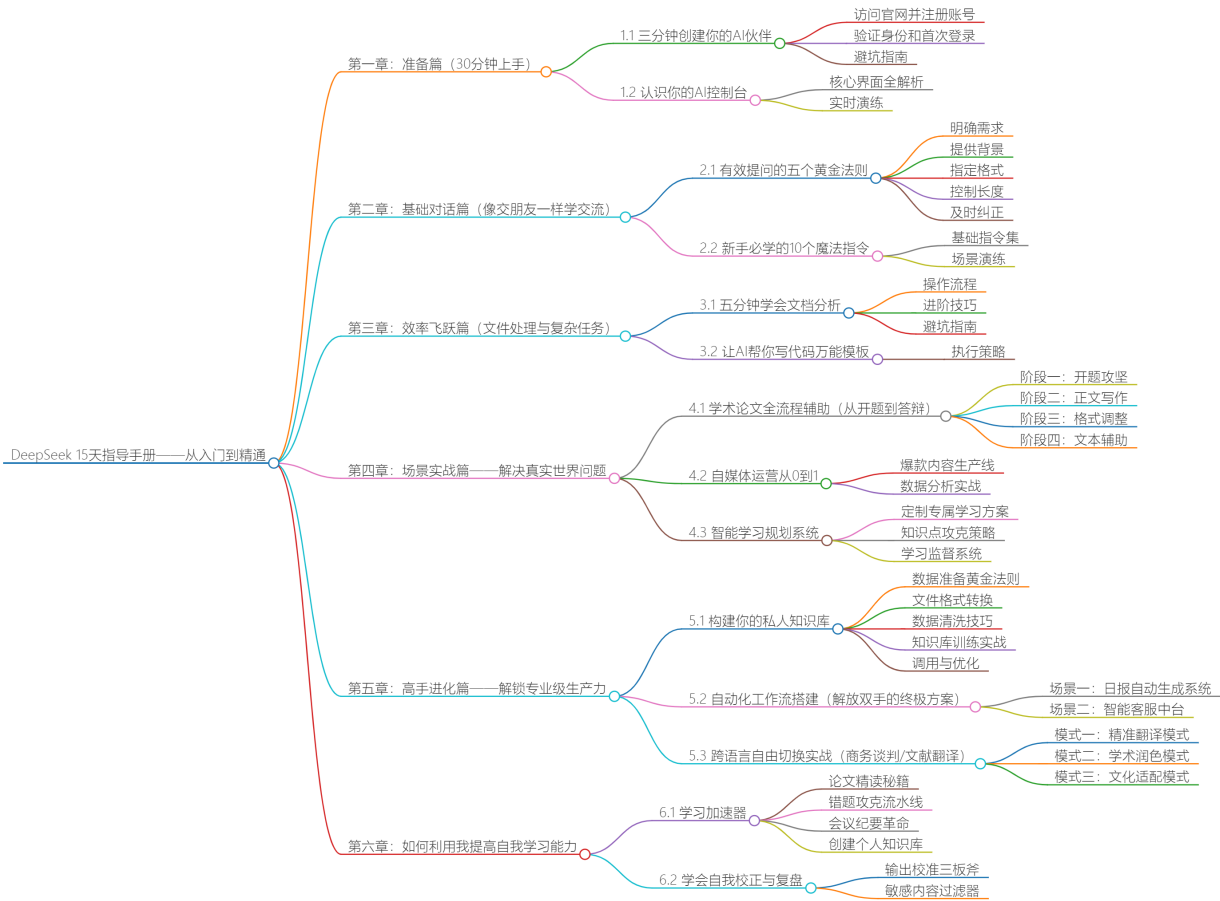 DeepSeek 15天指导手册——从入门到精通
第一章：准备篇（30分钟上手）
1.1 三分钟创建你的AI伙伴
访问官网并注册账号
验证身份和首次登录
避坑指南
1.2 认识你的AI控制台
核心界面全解析
实时演练
第二章：基础对话篇（像交朋友一样学交流）
2.1 有效提问的五个黄金法则
明确需求
提供背景
指定格式
控制长度
及时纠正
2.2 新手必学的10个魔法指令
基础指令集
场景演练
第三章：效率飞跃篇（文件处理与复杂任务）
3.1 五分钟学会文档分析
操作流程
进阶技巧
避坑指南
3.2 让AI帮你写代码万能模板
执行策略
第四章：场景实战篇——解决真实世界问题
4.1 学术论文全流程辅助（从开题到答辩）
阶段一：开题攻坚
阶段二：正文写作
阶段三：格式调整
阶段四：文本辅助
4.2 自媒体运营从0到1
爆款内容生产线
数据分析实战
4.3 智能学习规划系统
定制专属学习方案
知识点攻克策略
学习监督系统
第五章：高手进化篇——解锁专业级生产力
5.1 构建你的私人知识库
数据准备黄金法则
文件格式转换
数据清洗技巧
知识库训练实战
调用与优化
5.2 自动化工作流搭建（解放双手的终极方案）
场景一：日报自动生成系统
场景二：智能客服中台
5.3 跨语言自由切换实战（商务谈判/文献翻译）
模式一：精准翻译模式
模式二：学术润色模式
模式三：文化适配模式
第六章：如何利用我提高自我学习能力
6.1 学习加速器
论文精读秘籍
错题攻克流水线
会议纪要革命
创建个人知识库
6.2 学会自我校正与复盘
输出校准三板斧
敏感内容过滤器